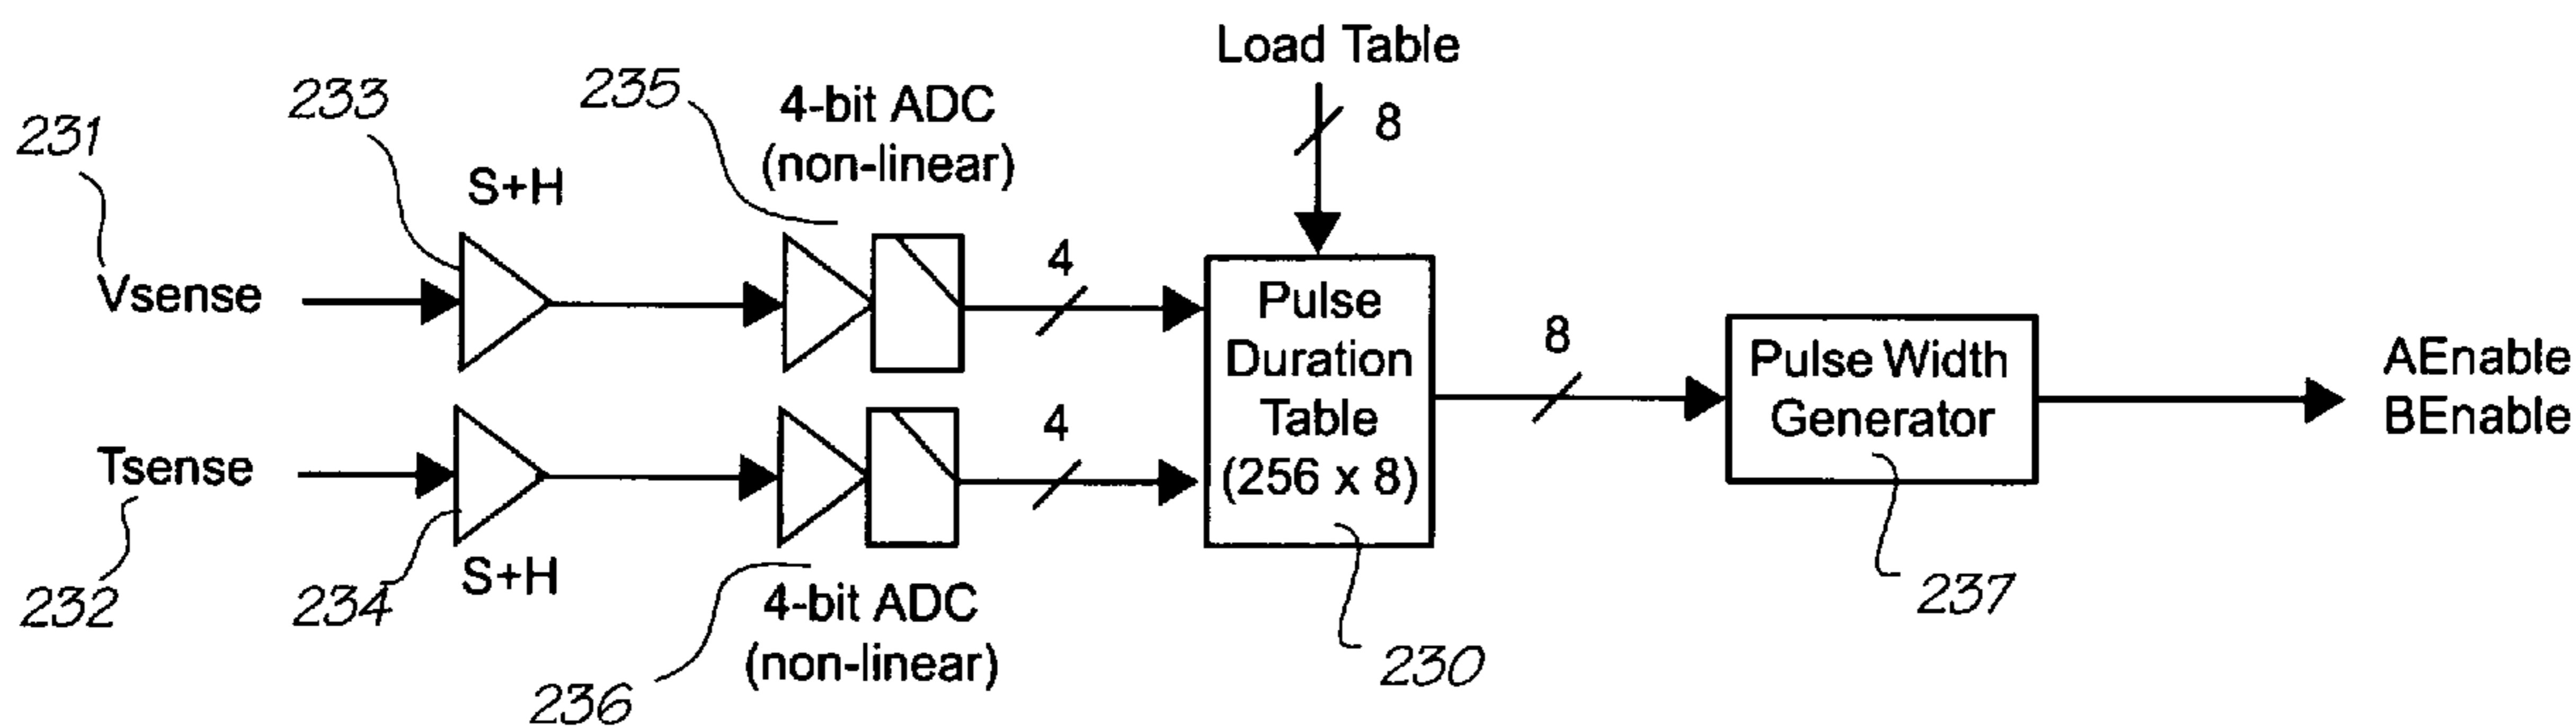 Load Table
8
233
235
4-bit ADC
(non-linear)
231
S+H
Vsense
4
Pulse
Duration
Table
(256 x 8)
8
Pulse Width
Generator
AEnable
BEnable
Tsense
4
232
234
S+H
4-bit ADC
(non-linear)
236
230
237